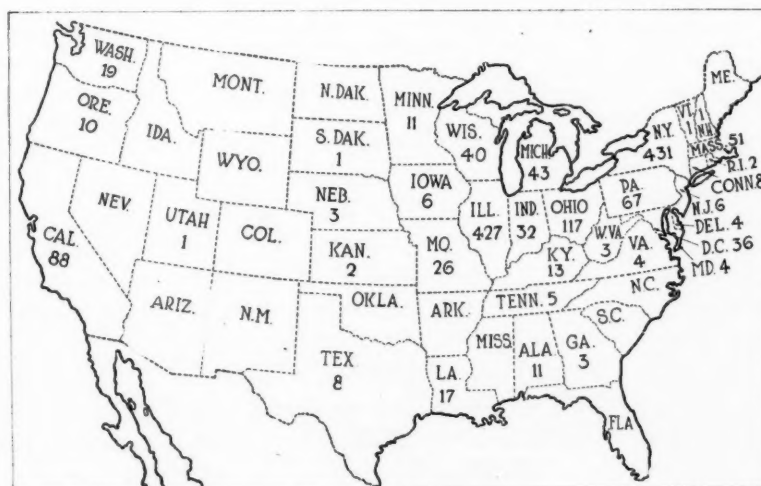 WASH.
19
ORE.
10
CAL.
88
NEV.
IDA.
MONT.
WYO.
UTAH
1
COL.
ARIZ.
N.M.
N.DAK.
S.DAK.
1
NEB.
3
KAN.
2
OKLA.
TEX
8
MINN.
11
IOWA
6
MO.
26
ARK.
LA.
17
WIS.
40
ILL.
427
MICH.
43
IND.
32
OHIO
117
KY.
13
TENN. 5
MISS.
ALA.
11
GA.
3
FLA
S.C.
N.C.
VA.
4
W.VA.
3
PA.
67
N.Y.
431
VT.
1
1
N.H.
ME.
MASS. 51
R.I. 2
CONN. 8
N.J. 6
DEL. 4
D.C. 36
MD. 4